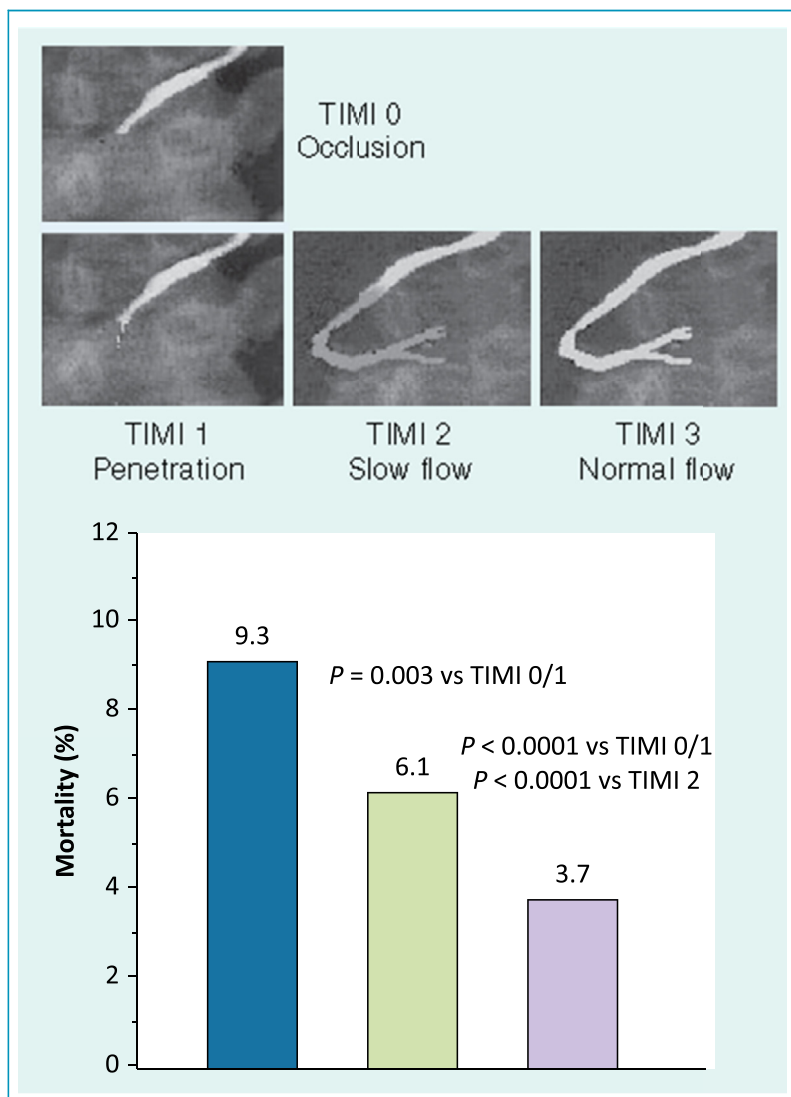 TIMI 0
Occlusion
TIMI 1
Penetration
TIMI 2
Slow flow
TIMI 3
Normal flow
Mortality (%)
12
10
8
6
4
2
0
9.3
P = 0.003 vs TIMI 0/1
6.1
P < 0.0001 vs TIMI 0/1
P < 0.0001 vs TIMI 2
3.7